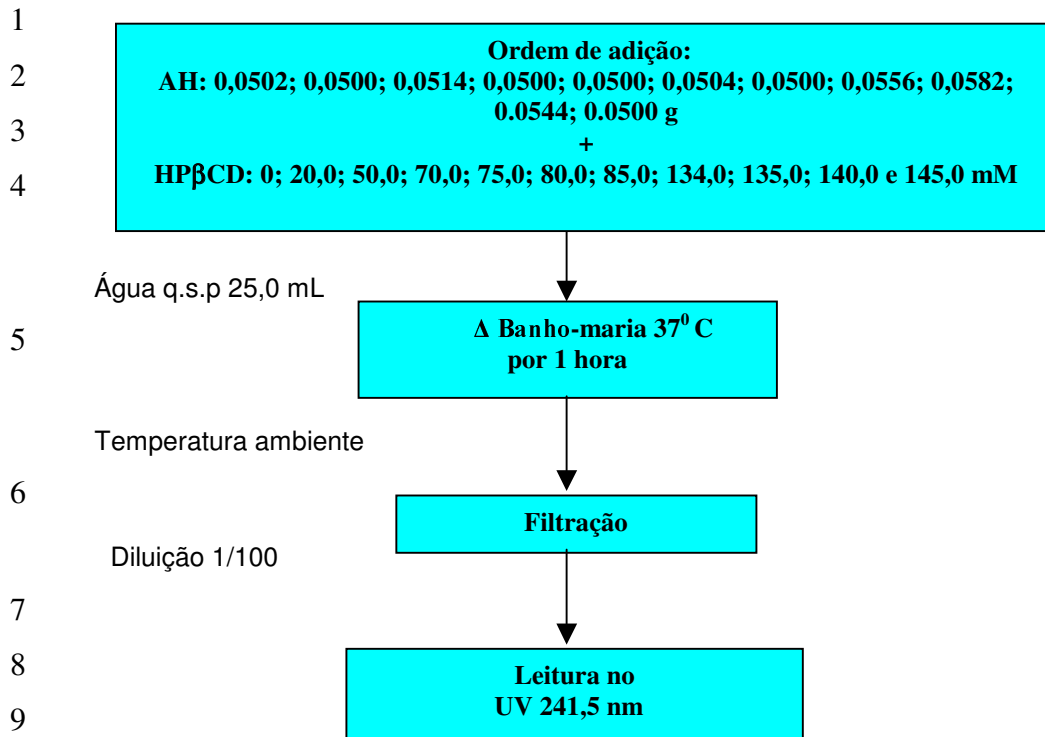 1
Ordem de adição:
2
AH: 0,0502; 0,0500; 0,0514; 0,0500; 0,0500; 0,0504; 0,0500; 0,0556; 0,0582;
0.0544; 0.0500 g
3
+
4
HPβCD: 0; 20,0; 50,0; 70,0; 75,0; 80,0; 85,0; 134,0; 135,0; 140,0 e 145,0 mM
Água q.s.p 25,0 mL
5
Δ Banho-maria 37⁰ C
por 1 hora
Temperatura ambiente
6
Filtração
Diluição 1/100
7
8
Leitura no
UV 241,5 nm
9